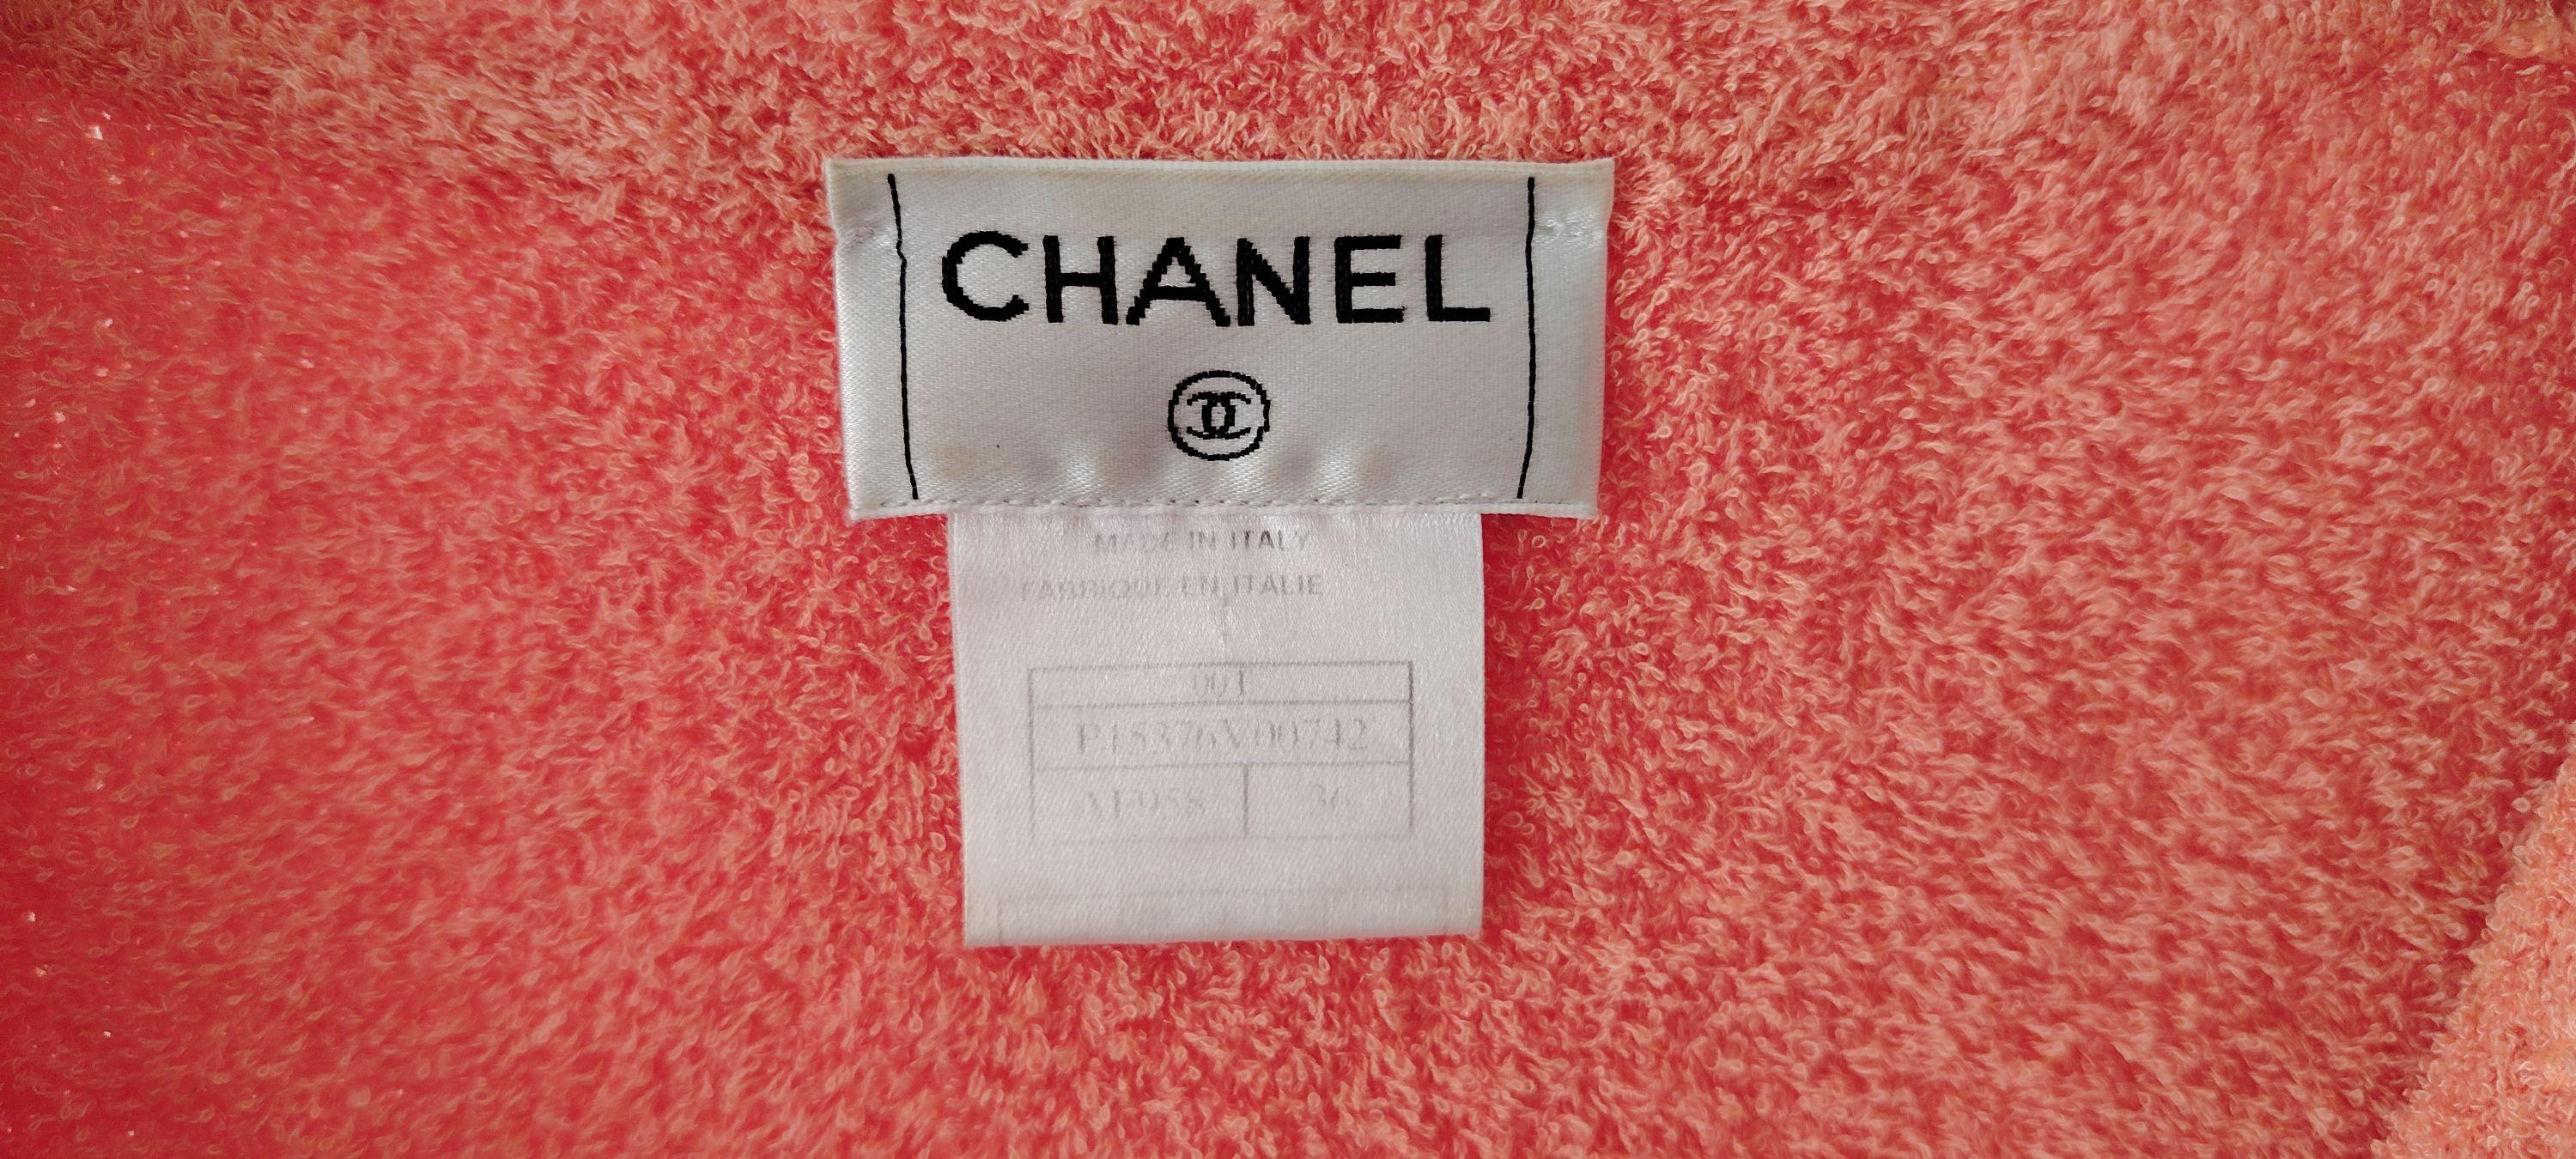 CHANEL
MADE IN ITALY
FABRIQUE EN ITALIE
001
P15376V00742
36